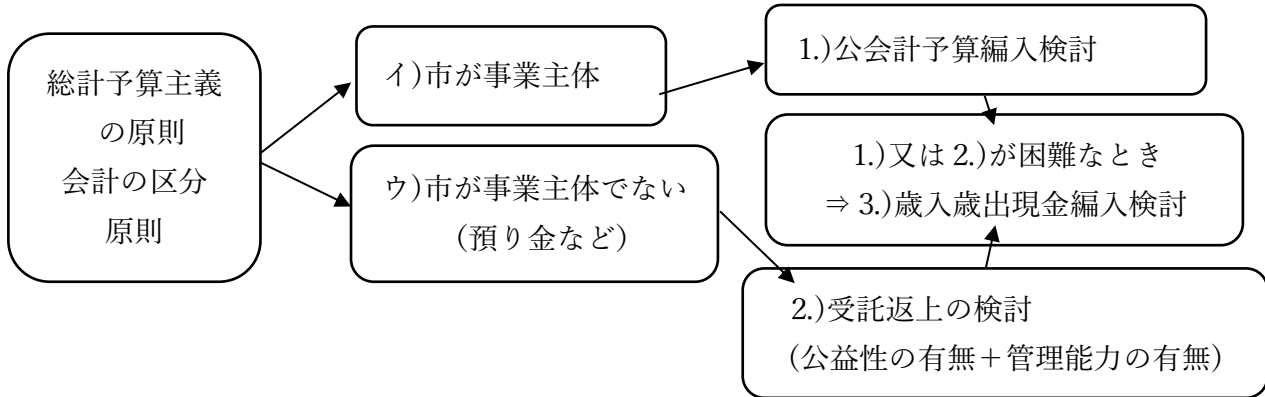 総計予算主義
の原則
会計の区分
原則
イ)市が事業主体
ウ)市が事業主体でない
(預り金など)
1.)公会計予算編入検討
1.)又は 2.)が困難なとき
⇒ 3.)歳入歳出現金編入検討
2.)受託返上の検討
(公益性の有無＋管理能力の有無)